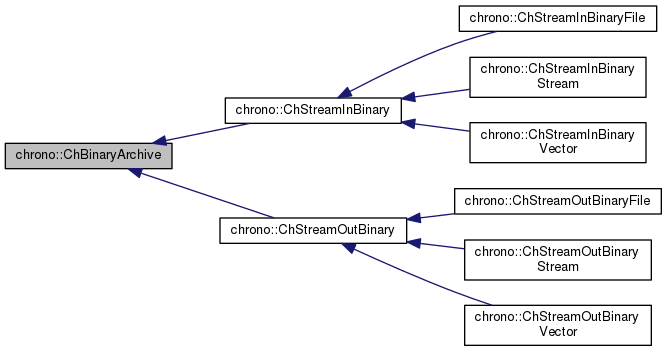 chrono::ChStreamInBinaryFile
chrono::ChStreamInBinary
Stream
chrono::ChStreamInBinary
chrono::ChStreamInBinary
Vector
chrono::ChBinaryArchive
chrono::ChStreamOutBinaryFile
chrono::ChStreamOutBinary
chrono::ChStreamOutBinary
Stream
chrono::ChStreamOutBinary
Vector